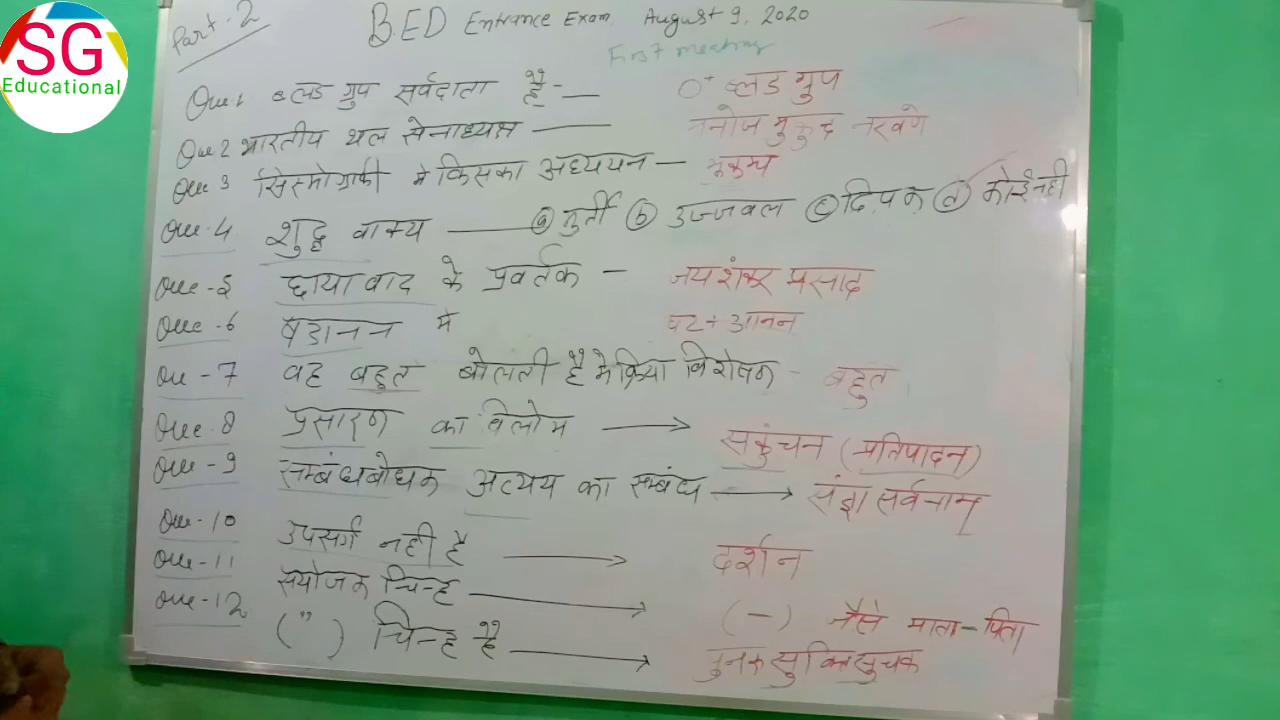 SG
Educational
Part-2
B.ED Entrance Exam August 9, 2020
First meeting
Que 1 ब्लड ग्रुप सर्वदाता है - — O+ ब्लड ग्रुप
Que 2 भारतीय थल सेनाध्यक्ष — मनोज मुकुंद नरवणे
Que 3 सिस्मोग्राफी मे किसका अध्ययन — भूकम्प
Que-4 शुद्ध वाक्य — (a) मुर्ती (b) उज्जवल (c) दिपक (d) कोई नही
Que-5 छायावाद के प्रवर्तक — जयशंकर प्रसाद
Que-6 षडानन मे षट + आनन
Que-7 वह बहुत बोलती है मे क्रिया विशेषण - बहुत
Que-8 प्रसारण का विलोम → सकुंचन (प्रतिपादन)
Que-9 सम्बंधबोधक अव्यय का सम्बंध → संज्ञा सर्वनाम
Que-10 उपसर्ग नही है → दर्शन
Que-11 सयोजक चिन्ह → (-) जैसे माता-पिता
Que-12 (") चिन्ह है →